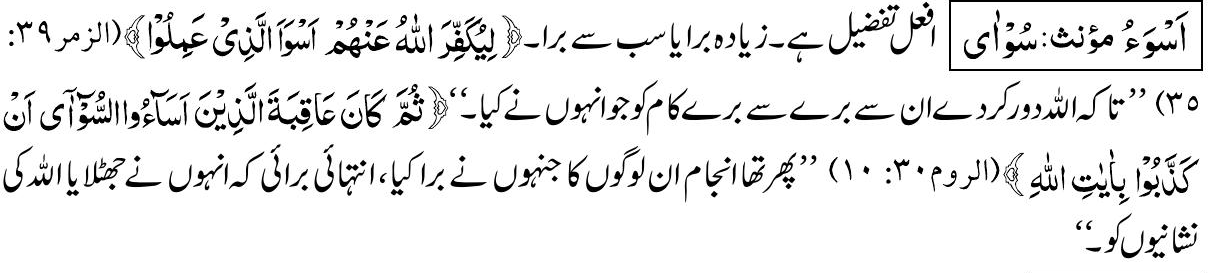 اَسْوَءُ مؤنث: سُوْاٰی افعل تفضیل ہے۔ زیادہ برا یا سب سے برا۔ ﴿لِیُکَفِّرَ اللّٰہُ عَنْھُمْ اَسْوَاَ الَّذِیْ عَمِلُوْا﴾ (الزمر ۳۹:
۳۵) ’’تاکہ اللہ دور کردے ان سے برے سے برے کام کو جو انہوں نے کیا۔‘‘ ﴿ثُمَّ کَانَ عَاقِبَۃَ الَّذِیْنَ اَسَآءُوا السُّوْٓاٰی اَنْ
کَذَّبُوْا بِاٰیٰتِ اللّٰہِ﴾ (الروم ۳۰: ۱۰) ’’پھر تھا انجام ان لوگوں کا جنہوں نے برا کیا، انتہائی برائی کہ انہوں نے جھٹلایا اللہ کی
نشانیوں کو۔‘‘